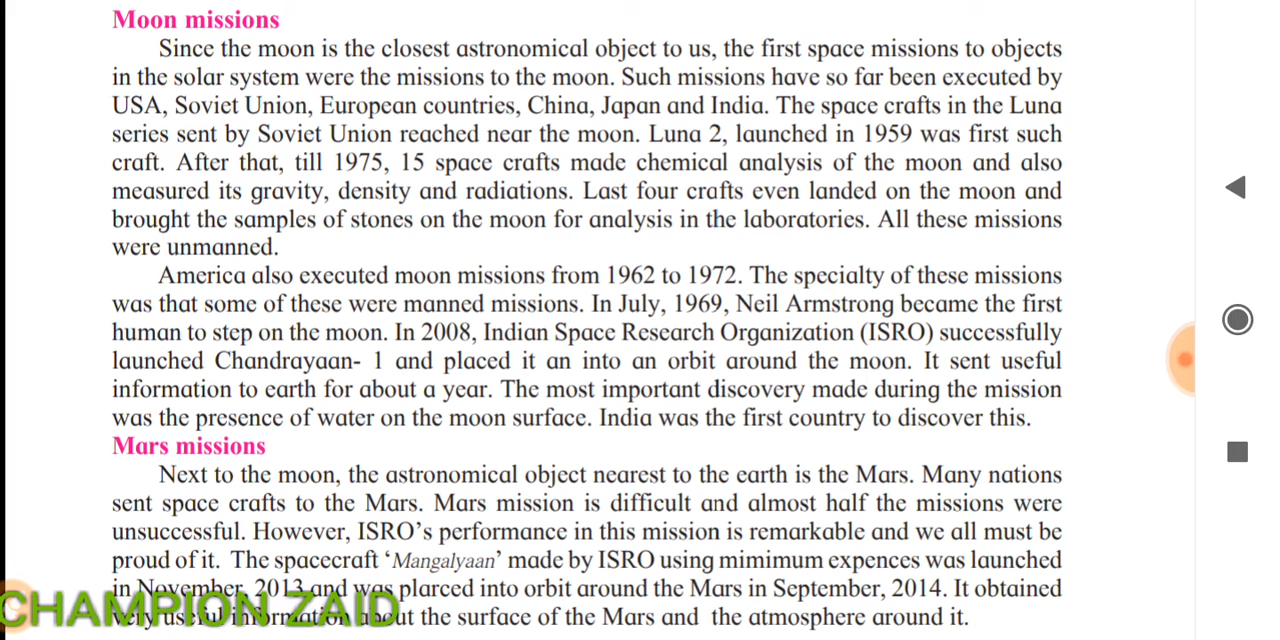 Moon missions
Since the moon is the closest astronomical object to us, the first space missions to objects
in the solar system were the missions to the moon. Such missions have so far been executed by
USA, Soviet Union, European countries, China, Japan and India. The space crafts in the Luna
series sent by Soviet Union reached near the moon. Luna 2, launched in 1959 was first such
craft. After that, till 1975, 15 space crafts made chemical analysis of the moon and also
measured its gravity, density and radiations. Last four crafts even landed on the moon and
brought the samples of stones on the moon for analysis in the laboratories. All these missions
were unmanned.
America also executed moon missions from 1962 to 1972. The specialty of these missions
was that some of these were manned missions. In July, 1969, Neil Armstrong became the first
human to step on the moon. In 2008, Indian Space Research Organization (ISRO) successfully
launched Chandrayaan- 1 and placed it an into an orbit around the moon. It sent useful
information to earth for about a year. The most important discovery made during the mission
was the presence of water on the moon surface. India was the first country to discover this.
Mars missions
Next to the moon, the astronomical object nearest to the earth is the Mars. Many nations
sent space crafts to the Mars. Mars mission is difficult and almost half the missions were
unsuccessful. However, ISRO's performance in this mission is remarkable and we all must be
proud of it. The spacecraft ‘Mangalyaan’ made by ISRO using mimimum expences was launched
in November, 2013 and was plarced into orbit around the Mars in September, 2014. It obtained
very useful information about the surface of the Mars and the atmosphere around it.
CHAMPION ZAID